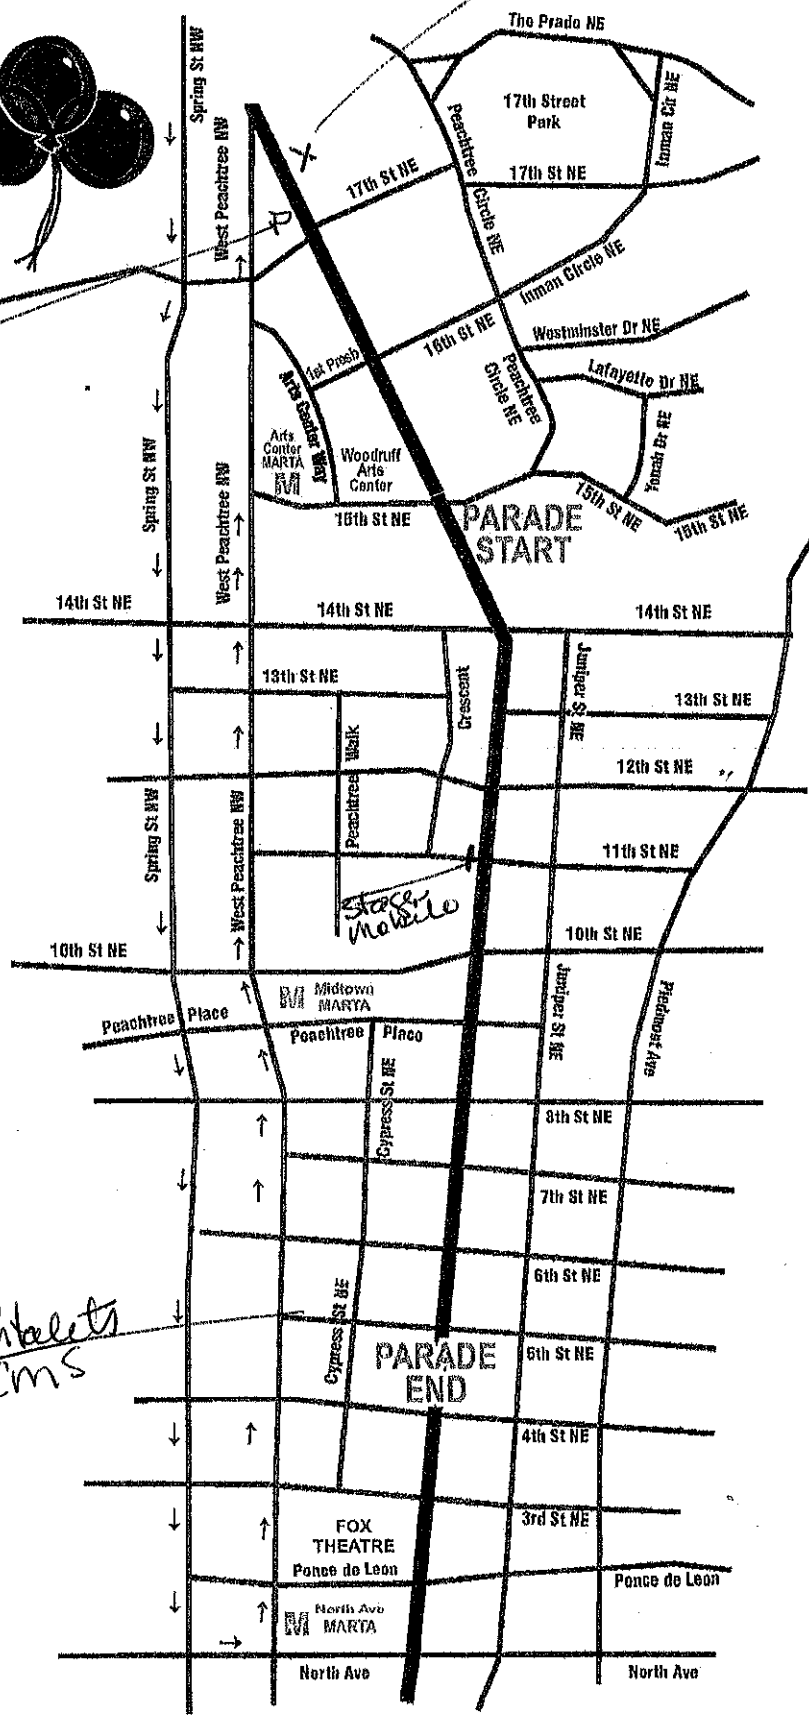 The Prado NE
Spring St NW
West Peachtree NW
17th Street
Park
Inman Cir NE
Peachtree
Circle NE
17th St NE
17th St NE
P
X
Inman Circle NE
16th St NE
1st Presb
Westminster Dr NE
Peachtree
Circle NE
Lafayette Dr NE
Yonah Dr NE
Arts Center Way
Arts
Center
MARTA
M
Woodruff
Arts
Center
Spring St NW
West Peachtree NW
15th St NE
PARADE
START
15th St NE
15th St NE
14th St NE
14th St NE
14th St NE
13th St NE
Crescent
Juniper St NE
13th St NE
Peachtree Walk
12th St NE
Spring St NW
West Peachtree NW
11th St NE
Stage,
10th St NE
10th St NE
M
Midtown
MARTA
Juniper St NE
Piedmont Ave
Peachtree Place
Peachtree Place
Cypress St NE
8th St NE
7th St NE
6th St NE
Cypress St NE
EMS
PARADE
END
6th St NE
4th St NE
3rd St NE
FOX
THEATRE
Ponce de Leon
Ponce de Leon
M
North Ave
MARTA
North Ave
North Ave